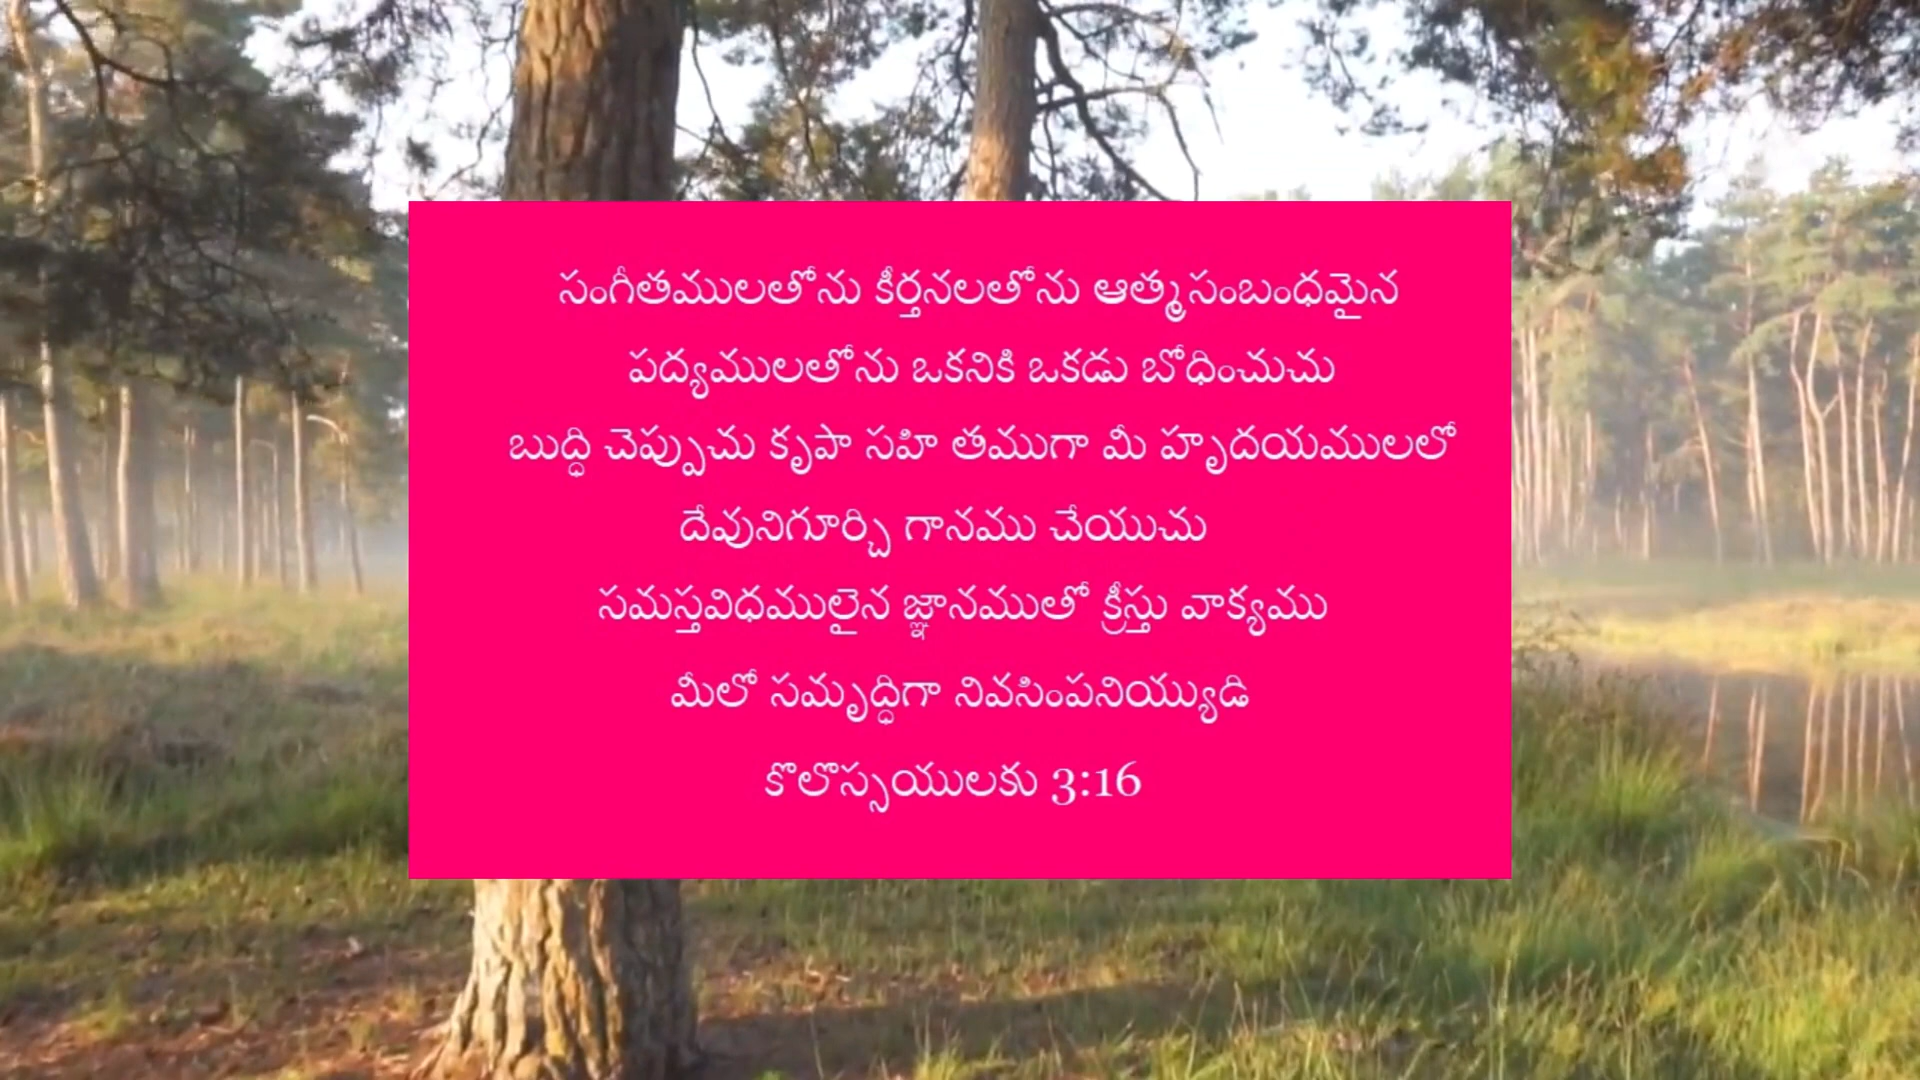 సంగీతములతోను కీర్తనలతోను ఆత్మసంబంధమైన
పద్యములతోను ఒకనికి ఒకడు బోధించుచు
బుద్ధి చెప్పుచు కృపా సహి తముగా మీ హృదయములలో
దేవునిగూర్చి గానము చేయుచు
సమస్తవిధములైన జ్ఞానముతో క్రీస్తు వాక్యము
మీలో సమృద్ధిగా నివసింపనియ్యుడి
కొలొస్సయులకు 3:16